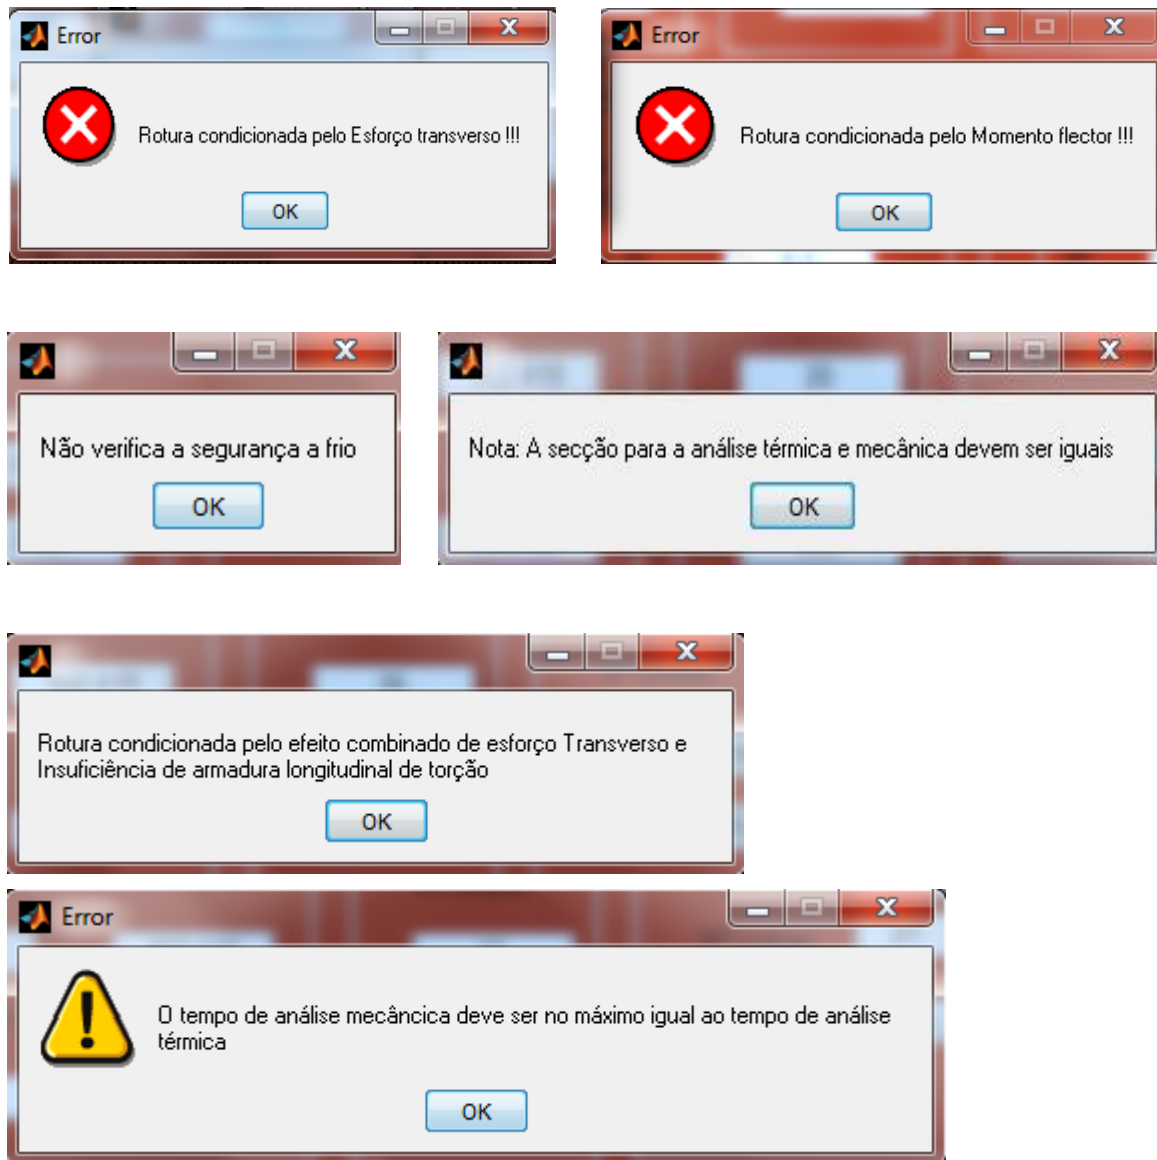 Error
Rotura condicionada pelo Esforço transverso !!!
OK
Error
Rotura condicionada pelo Momento flector !!!
OK
Não verifica a segurança a frio
OK
Nota: A secção para a análise térmica e mecânica devem ser iguais
OK
Rotura condicionada pelo efeito combinado de esforço Transverso e
Insuficiência de armadura longitudinal de torção
OK
Error
O tempo de análise mecâncica deve ser no máximo igual ao tempo de análise
térmica
OK